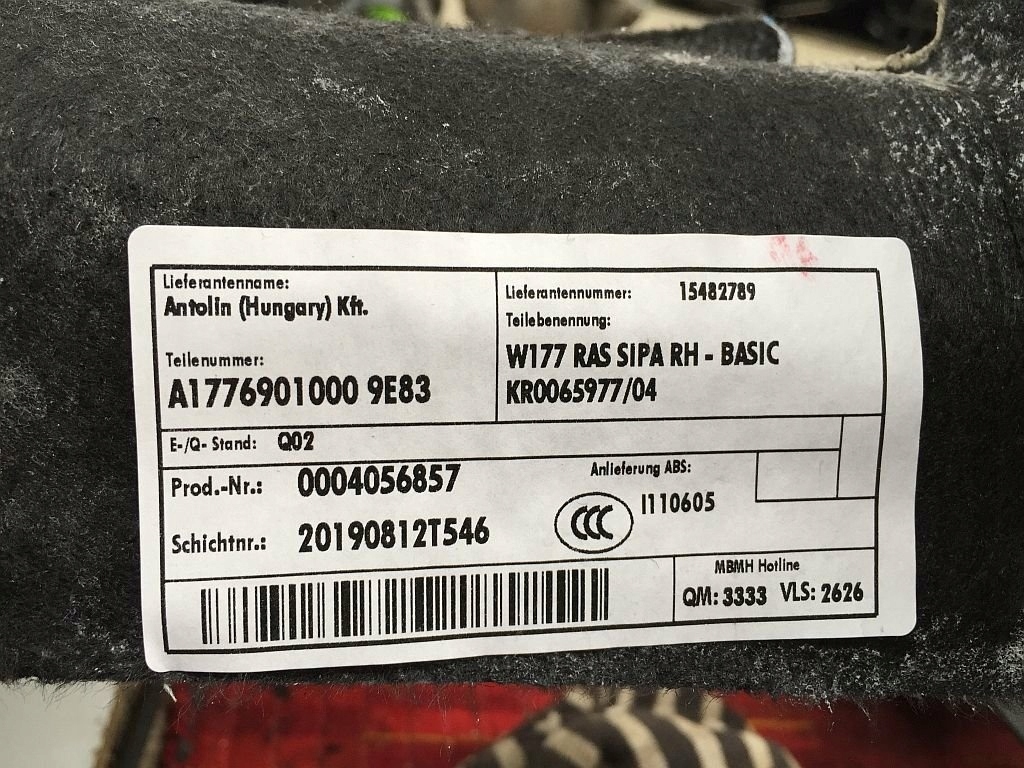 Lieferantenname:
Antolin (Hungary) Kft.
Teilenummer:
A1776901000 9E83
Lieferantennummer: 15482789
Teilebenennung:
W177 RAS SIPA RH - BASIC
KR0065977/04
E-/Q- Stand: Q02
Prod.-Nr.: 0004056857
Schichtnr.: 20190812T546
Anlieferung ABS:
I110605
CCC
MBMH Hotline
QM: 3333 VLS: 2626